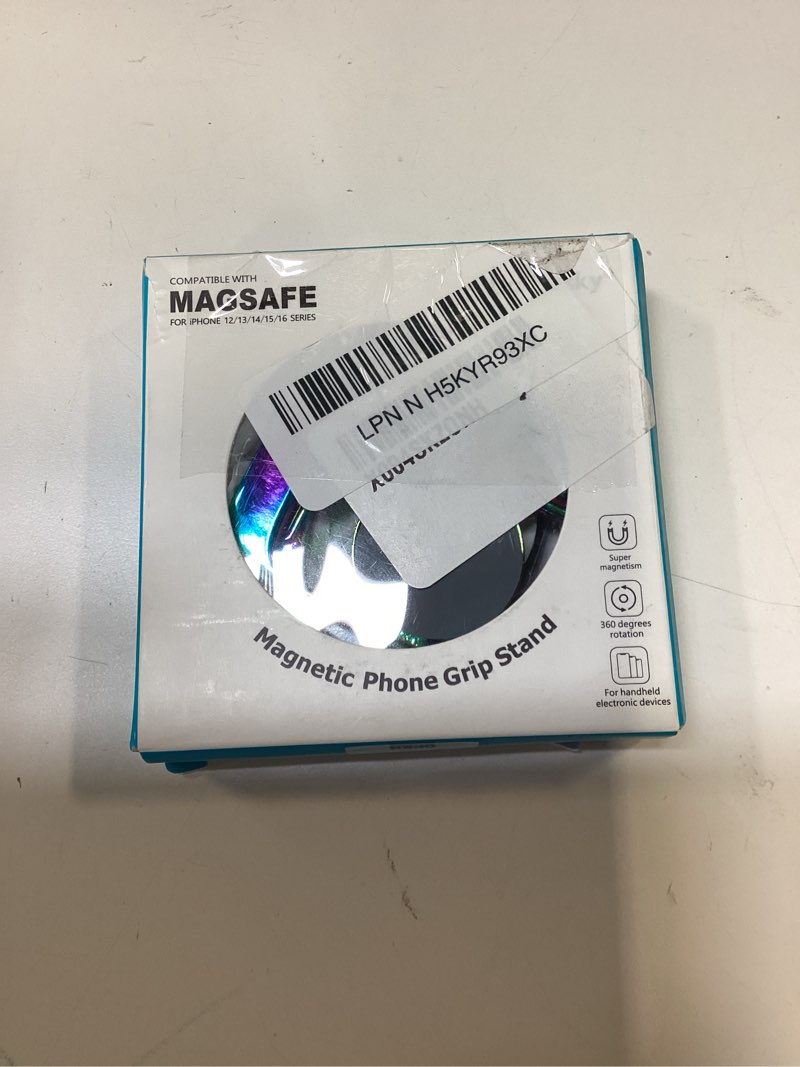 COMPATIBLE WITH
MAGSAFE
FOR iPHONE 12/13/14/15/16 SERIES
LPN N H5KYR93XC
Super
magnetism
360 degrees
rotation
For handheld
electronic devices
Magnetic Phone Grip Stand